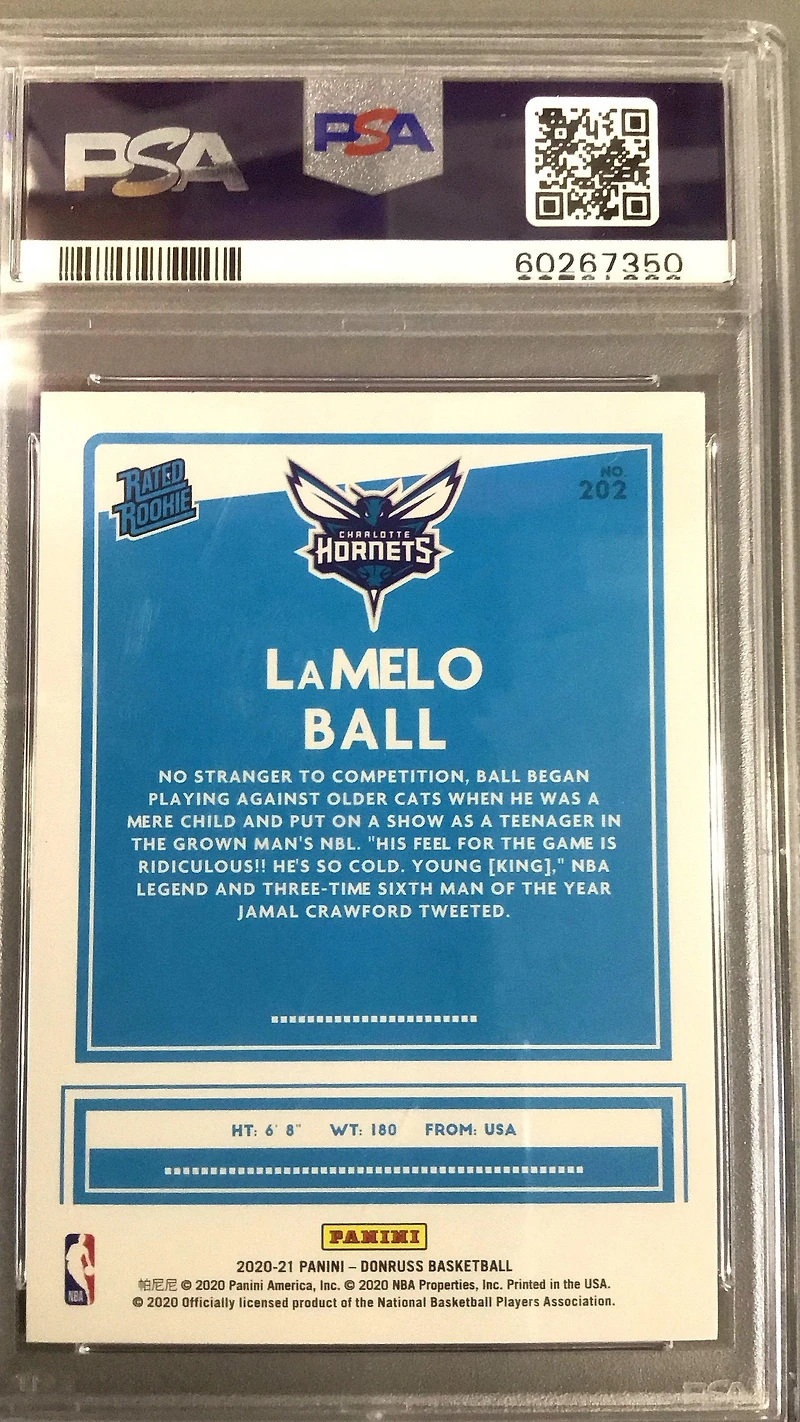 PSA
PSA
60267350
RATED
ROOKIE
NO.
202
CHARLOTTE
HORNETS
LAMELO
BALL
NO STRANGER TO COMPETITION, BALL BEGAN
PLAYING AGAINST OLDER CATS WHEN HE WAS A
MERE CHILD AND PUT ON A SHOW AS A TEENAGER IN
THE GROWN MAN'S NBL. "HIS FEEL FOR THE GAME IS
RIDICULOUS!! HE'S SO COLD. YOUNG [KING]," NBA
LEGEND AND THREE-TIME SIXTH MAN OF THE YEAR
JAMAL CRAWFORD TWEETED.
HT: 6' 8" WT: 180 FROM: USA
PANINI
2020-21 PANINI – DONRUSS BASKETBALL
帕尼尼 © 2020 Panini America, Inc. © 2020 NBA Properties, Inc. Printed in the USA.
© 2020 Officially licensed product of the National Basketball Players Association.
NBA
PSA